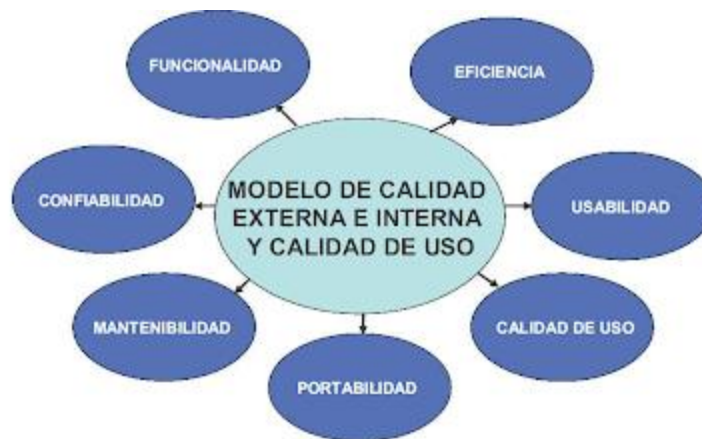 FUNCIONALIDAD
EFICIENCIA
CONFIABILIDAD
MODELO DE CALIDAD
EXTERNA E INTERNA
Y CALIDAD DE USO
USABILIDAD
MANTENIBILIDAD
CALIDAD DE USO
PORTABILIDAD